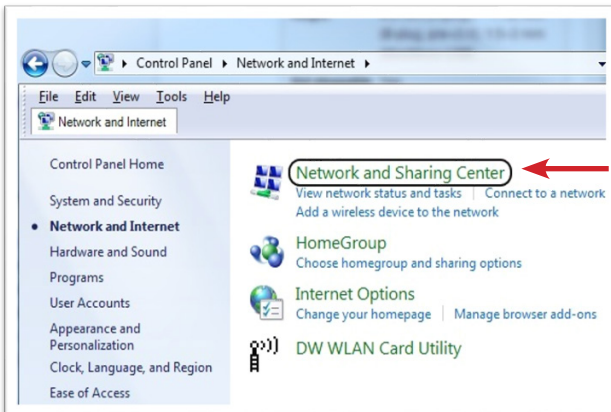 Control Panel Network and Internet
File Edit View Tools Help
Network and Internet
Control Panel Home
System and Security
Network and Internet
Hardware and Sound
Programs
User Accounts
Appearance and
Personalization
Clock, Language, and Region
Ease of Access
Network and Sharing Center
View network status and tasks Connect to a network
Add a wireless device to the network
HomeGroup
Choose homegroup and sharing options
Internet Options
Change your homepage Manage browser add-ons
DW WLAN Card Utility